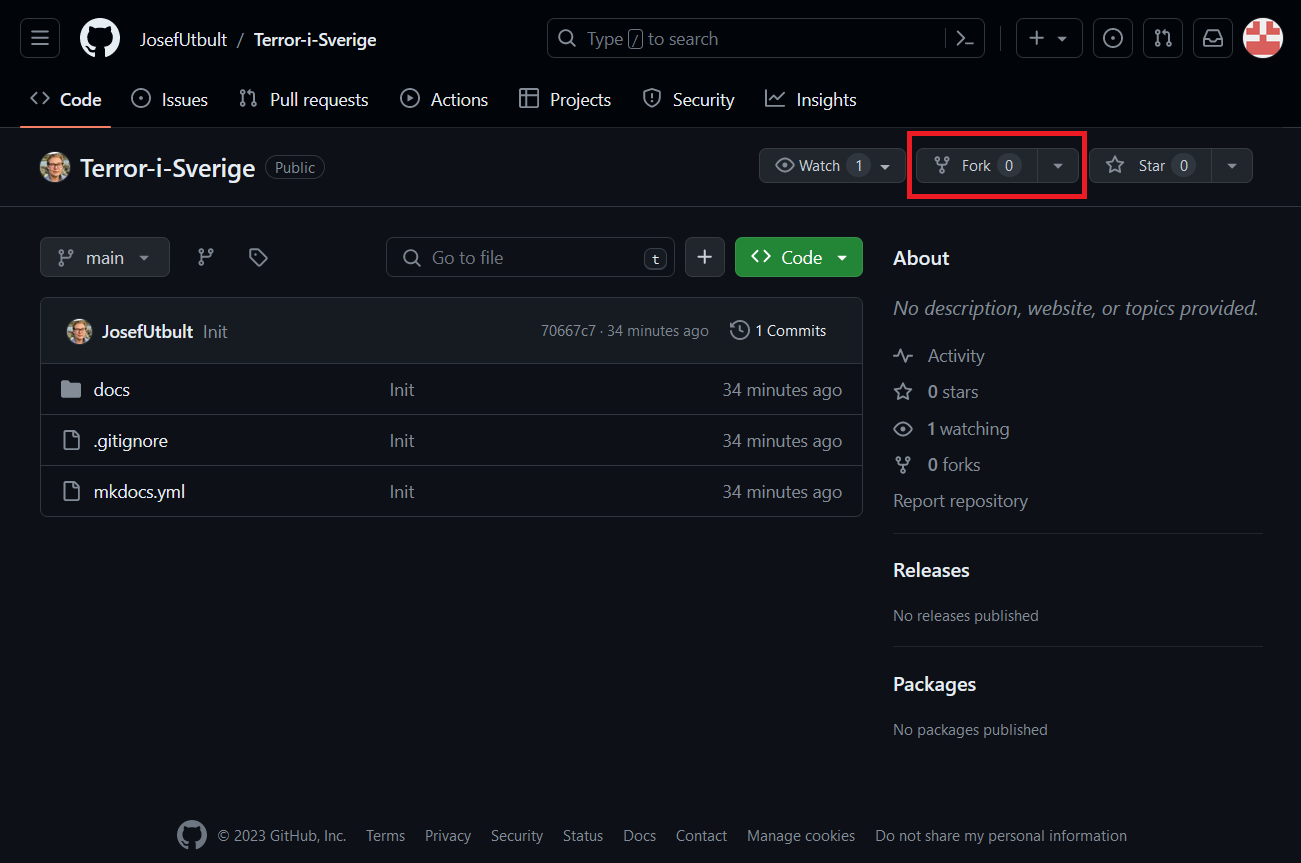 JosefUtbult / Terror-i-Sverige
Type / to search
Code Issues Pull requests Actions Projects Security Insights
Terror-i-Sverige Public
Watch 1 Fork 0 Star 0
main Go to file t + Code
JosefUtbult Init 70667c7 · 34 minutes ago 1 Commits
docs Init 34 minutes ago
.gitignore Init 34 minutes ago
mkdocs.yml Init 34 minutes ago
About
No description, website, or topics provided.
Activity
0 stars
1 watching
0 forks
Report repository
Releases
No releases published
Packages
No packages published
© 2023 GitHub, Inc. Terms Privacy Security Status Docs Contact Manage cookies Do not share my personal information